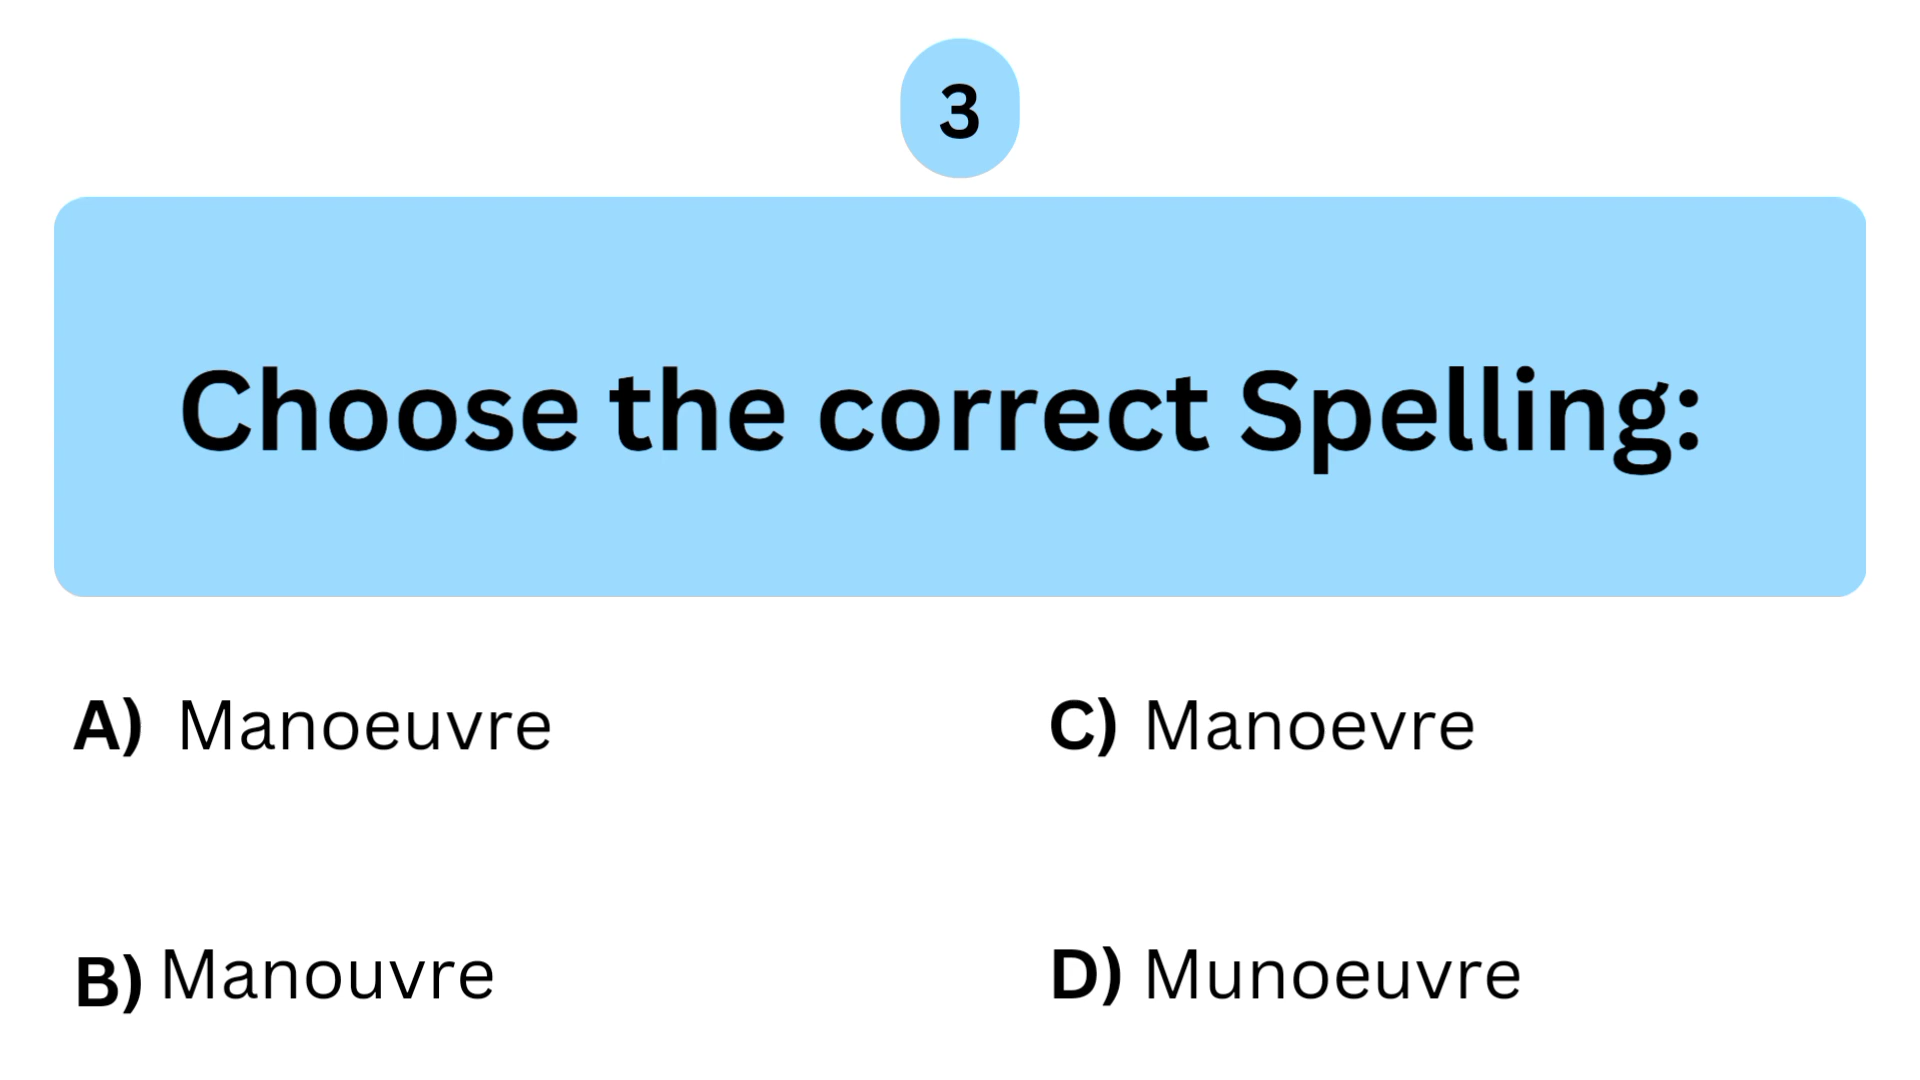 3
Choose the correct Spelling:
A) Manoeuvre
B) Manouvre
C) Manoevre
D) Munoeuvre